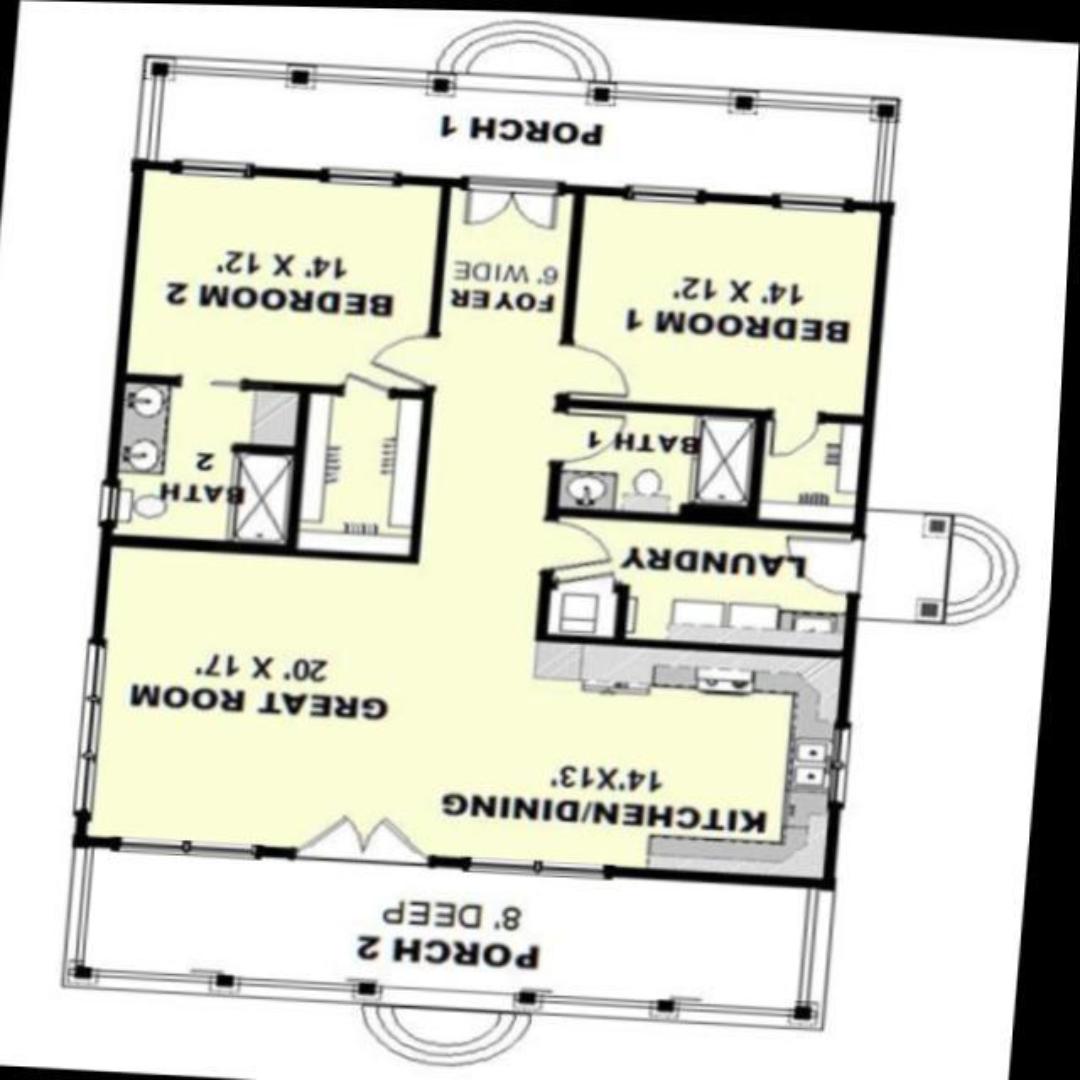 PORCH 2
8' DEEP
KITCHEN/DINING
14'X13'
GREAT ROOM
20' X 17'
LAUNDRY
BATH
2
BATH 1
BEDROOM 1
14' X 12'
FOYER
6' WIDE
BEDROOM 2
14' X 12'
PORCH 1